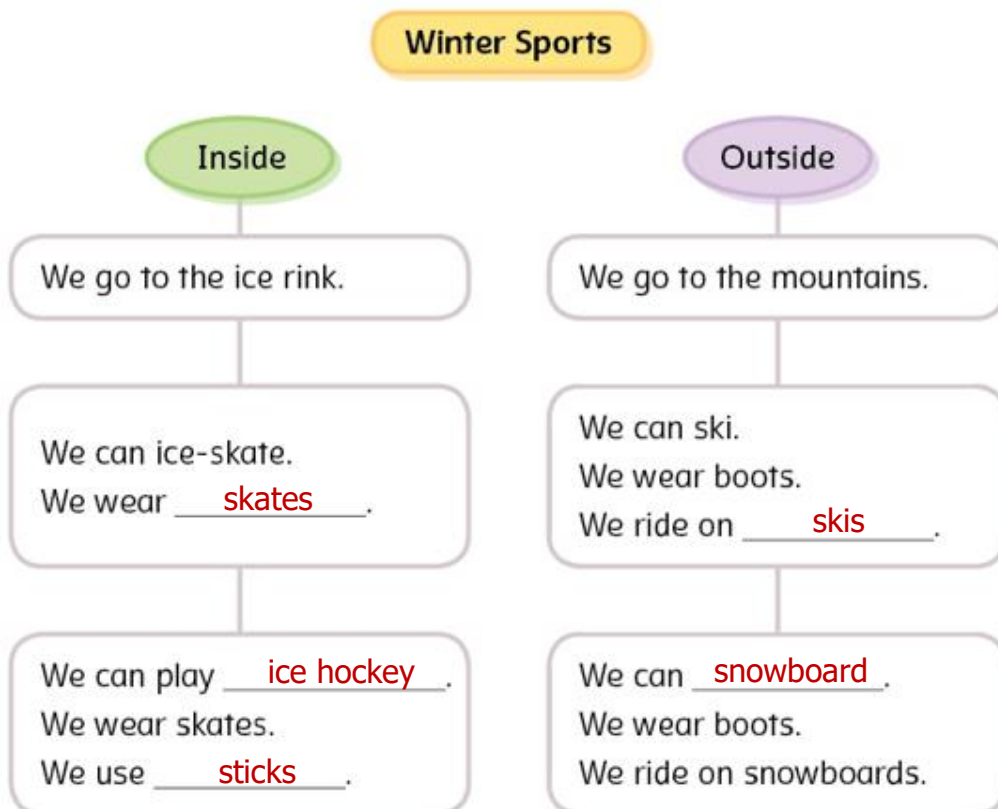 Winter Sports
Inside
We go to the ice rink.
We can ice-skate.
We wear skates.
We can play ice hockey.
We wear skates.
We use sticks.
Outside
We go to the mountains.
We can ski.
We wear boots.
We ride on skis.
We can snowboard.
We wear boots.
We ride on snowboards.